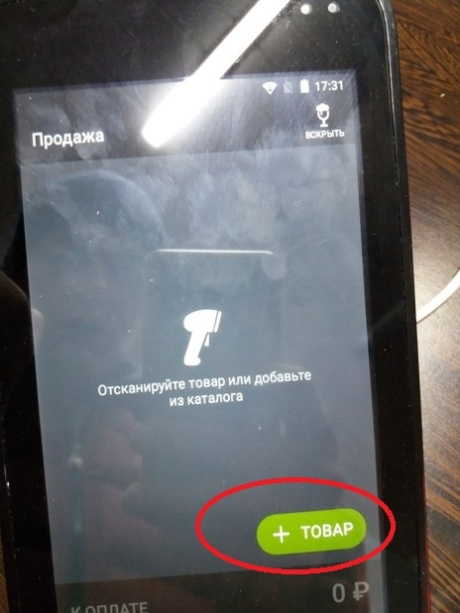 17:31
Продажа
ВСКРЫТЬ
Отсканируйте товар или добавьте
из каталога
+ ТОВАР
К ОПЛАТЕ
0 ₽